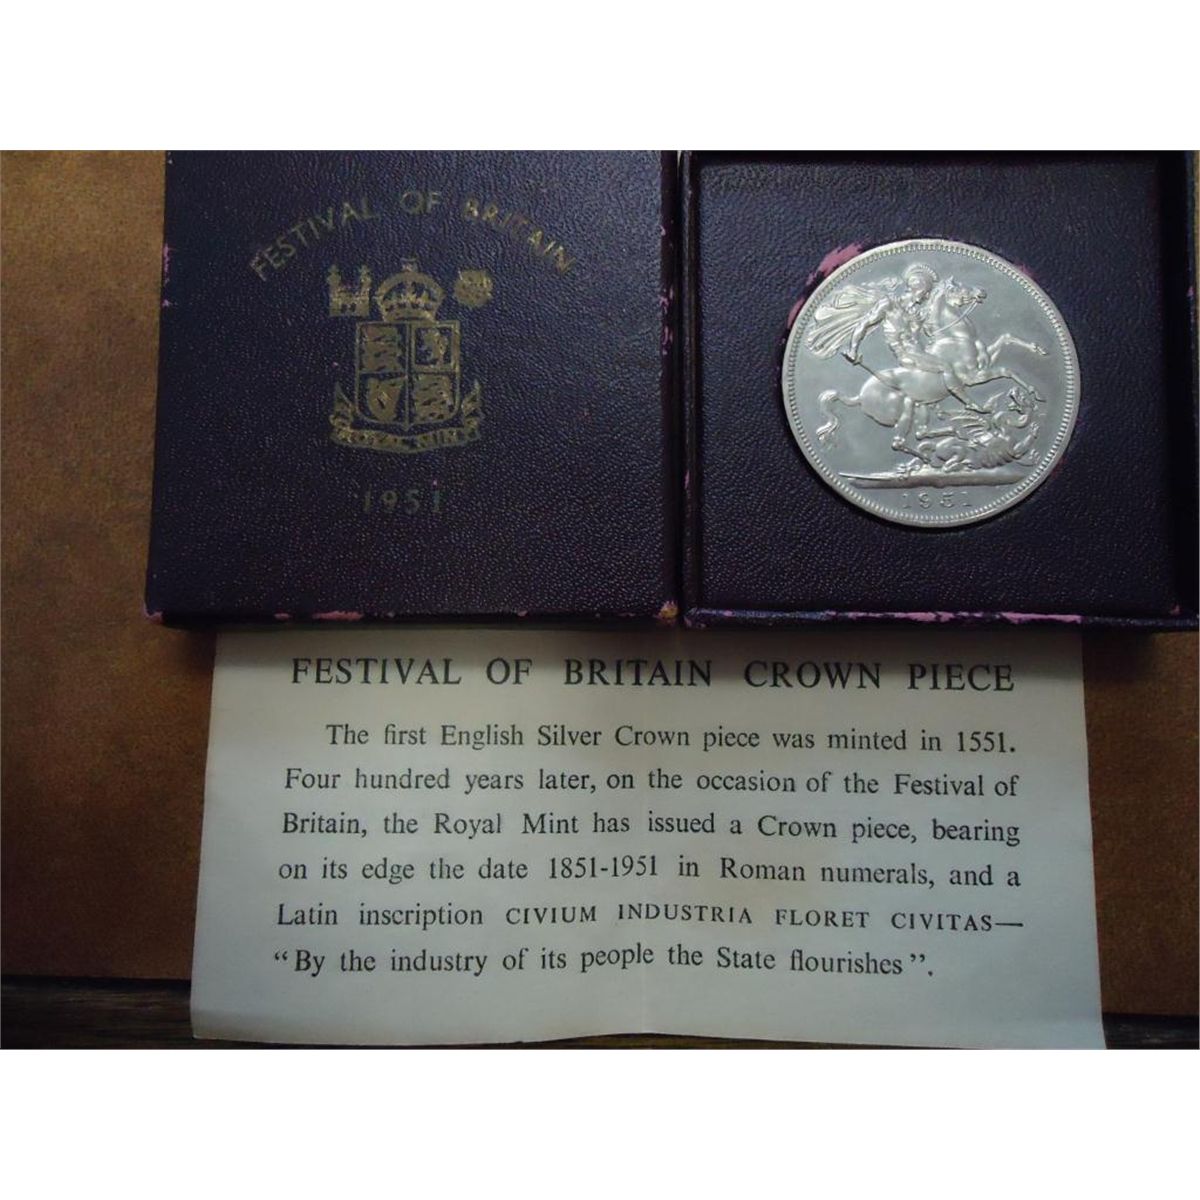 FESTIVAL OF BRITAIN
ROYAL MINT
1951
1951
FESTIVAL OF BRITAIN CROWN PIECE
The first English Silver Crown piece was minted in 1551.
Four hundred years later, on the occasion of the Festival of
Britain, the Royal Mint has issued a Crown piece, bearing
on its edge the date 1851-1951 in Roman numerals, and a
Latin inscription CIVIUM INDUSTRIA FLORET CIVITAS—
“By the industry of its people the State flourishes”.